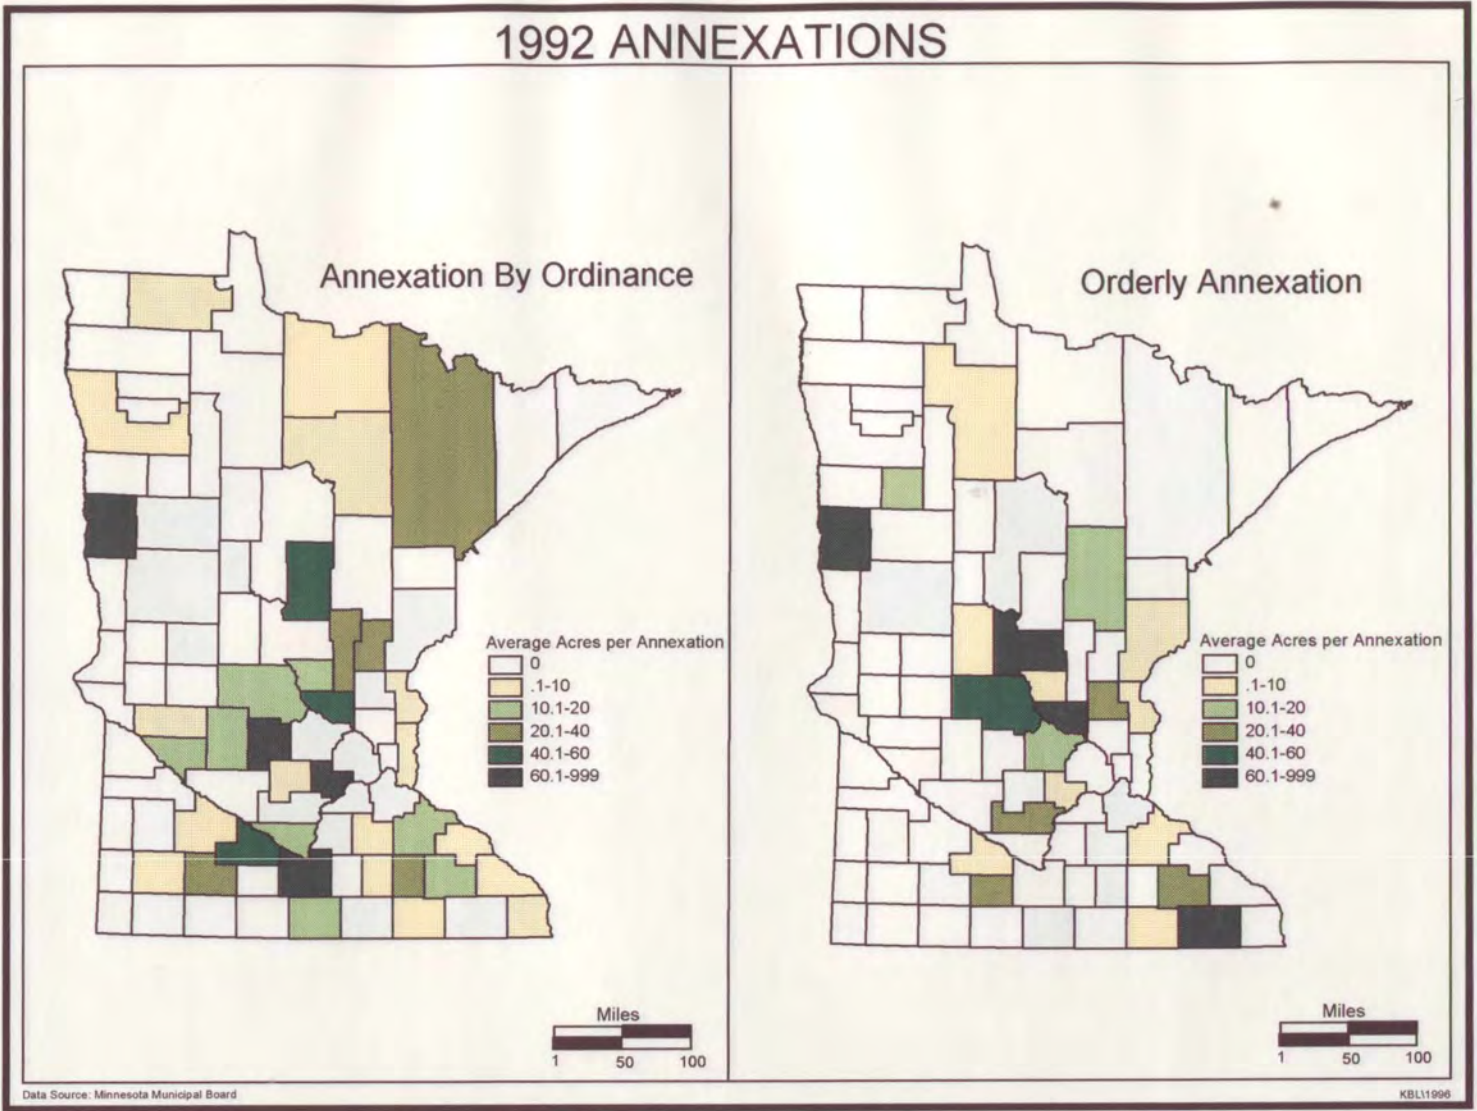 1992 ANNEXATIONS
Annexation By Ordinance
Average Acres per Annexation
0
.1-10
10.1-20
20.1-40
40.1-60
60.1-999
Miles
1 50 100
Orderly Annexation
Average Acres per Annexation
0
.1-10
10.1-20
20.1-40
40.1-60
60.1-999
Miles
1 50 100
Data Source: Minnesota Municipal Board
KBL\1996